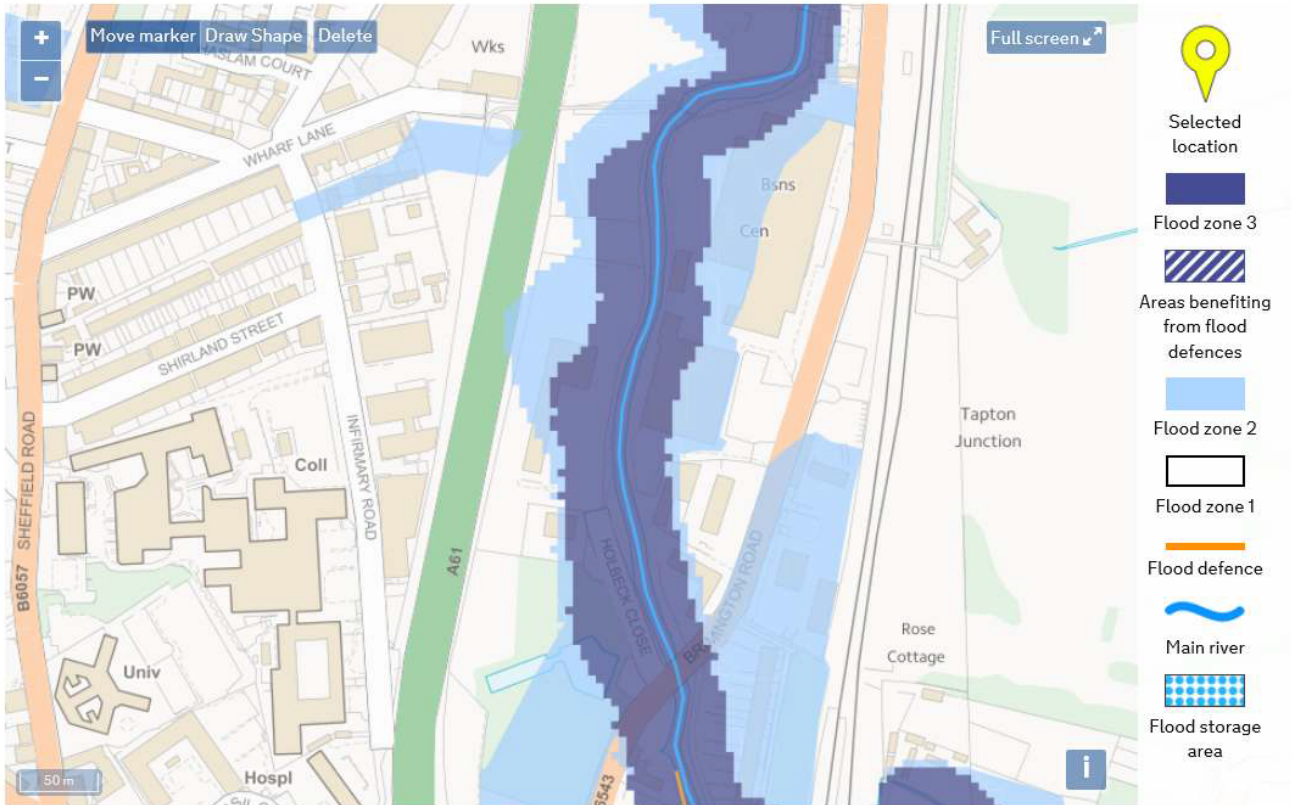 +
−
Move marker
Draw Shape
Delete
Full screen
HASLAM COURT
Wks
WHARF LANE
Bsns
Cen
PW
PW
SHIRLAND STREET
B6057 SHEFFIELD ROAD
Coll
INFIRMARY ROAD
A61
Tapton
Junction
HOLBECK CLOSE
Rose
Cottage
Univ
Hospl
50 m
i
Selected
location
Flood zone 3
Areas benefiting
from flood
defences
Flood zone 2
Flood zone 1
Flood defence
Main river
Flood storage
area